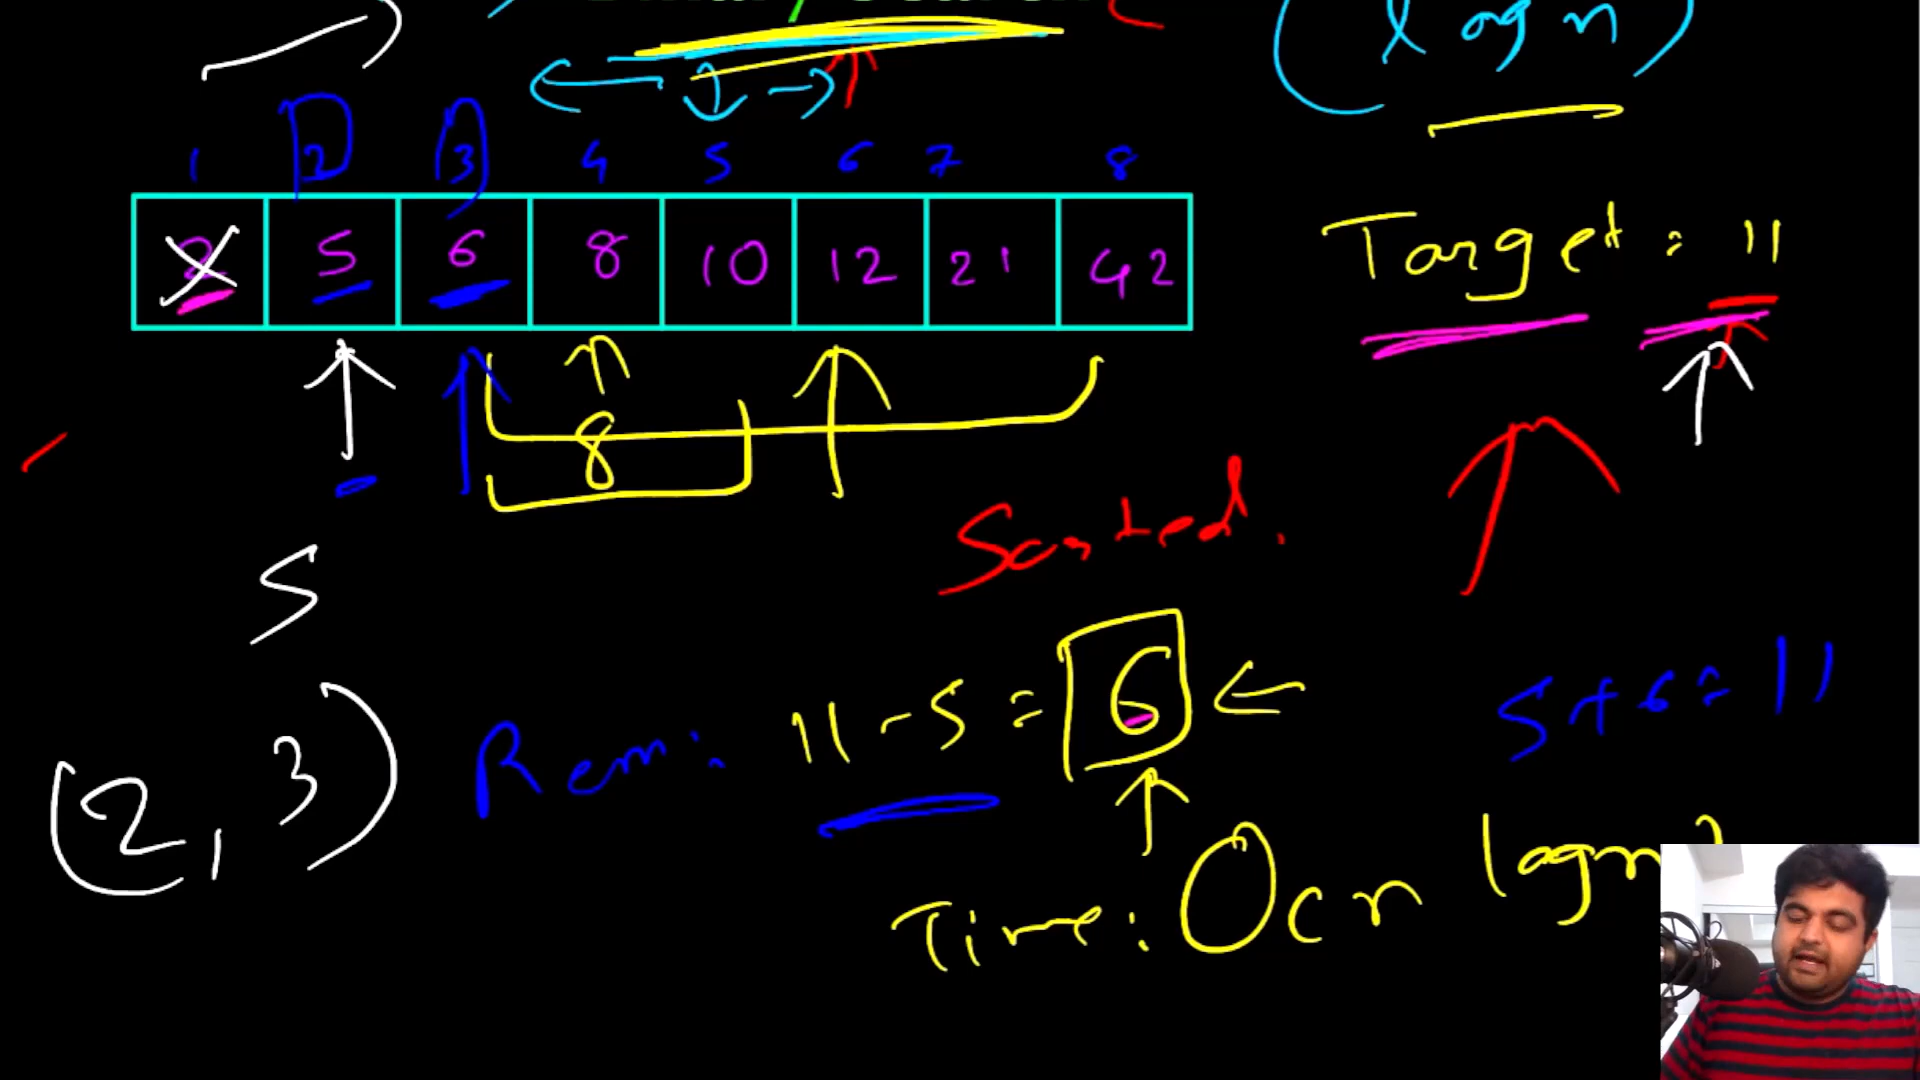 (log n)
1 2 3 4 5 6 7 8
2 5 6 8 10 12 21 42
Target = 11
8
Sorted.
5
Rem: 11 - 5 = 6
5 + 6 = 11
(2, 3)
Time: O(n logn)